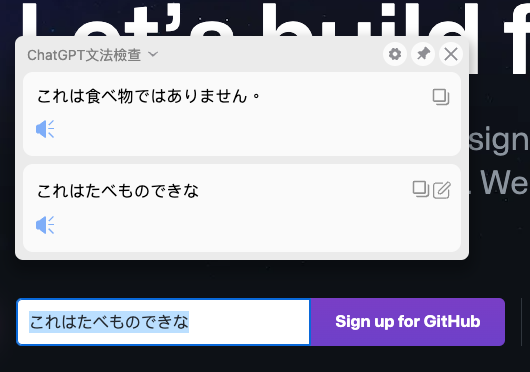 Let's build f
ChatGPT文法檢查
これは食べ物ではありません。
sign
これはたべものできな
. We
これはたべものできな
Sign up for GitHub